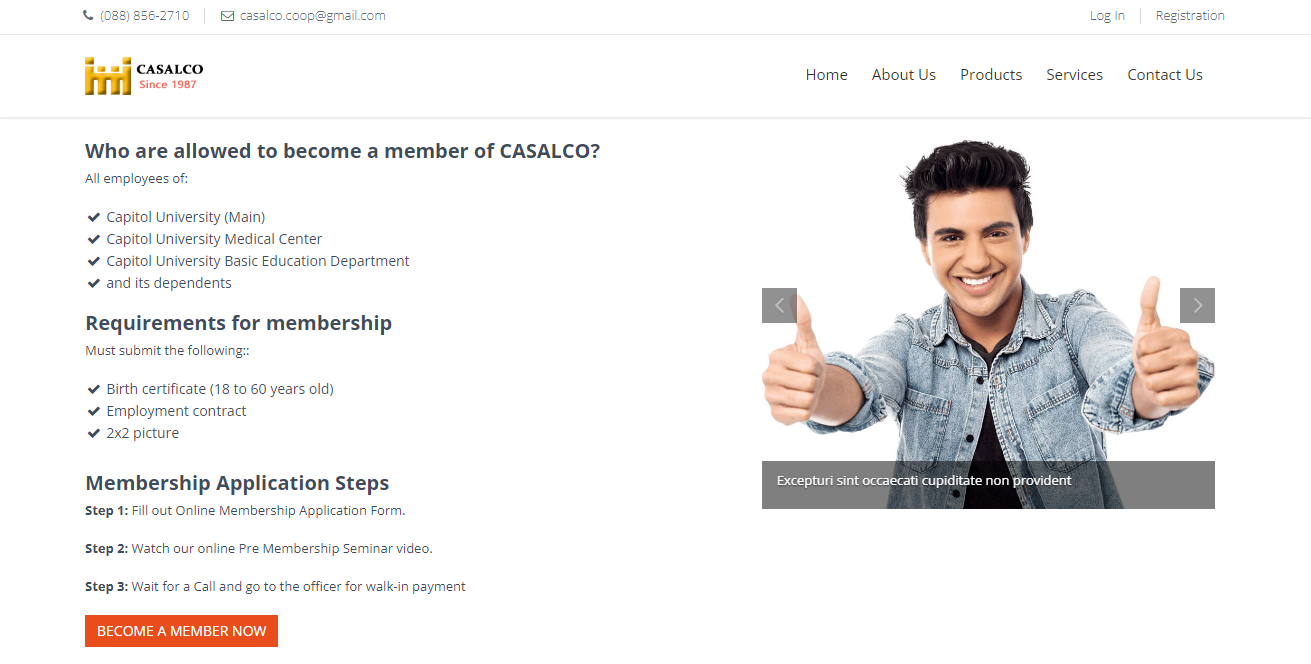 (088) 856-2710
casalco.coop@gmail.com
Log In
Registration
CASALCO
Since 1987
Home
About Us
Products
Services
Contact Us
Who are allowed to become a member of CASALCO?
All employees of:
Capitol University (Main)
Capitol University Medical Center
Capitol University Basic Education Department
and its dependents
Requirements for membership
Must submit the following::
Birth certificate (18 to 60 years old)
Employment contract
2x2 picture
Membership Application Steps
Step 1: Fill out Online Membership Application Form.
Step 2: Watch our online Pre Membership Seminar video.
Step 3: Wait for a Call and go to the officer for walk-in payment
BECOME A MEMBER NOW
Excepturi sint occaecati cupiditate non provident